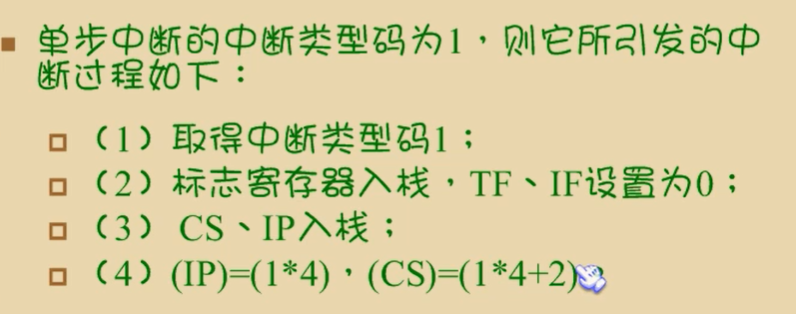 单步中断的中断类型码为1，则它所引发的中
断过程如下：
（1）取得中断类型码1；
（2）标志寄存器入栈，TF、IF设置为0；
（3） CS、IP入栈；
（4）(IP)=(1*4)，(CS)=(1*4+2)